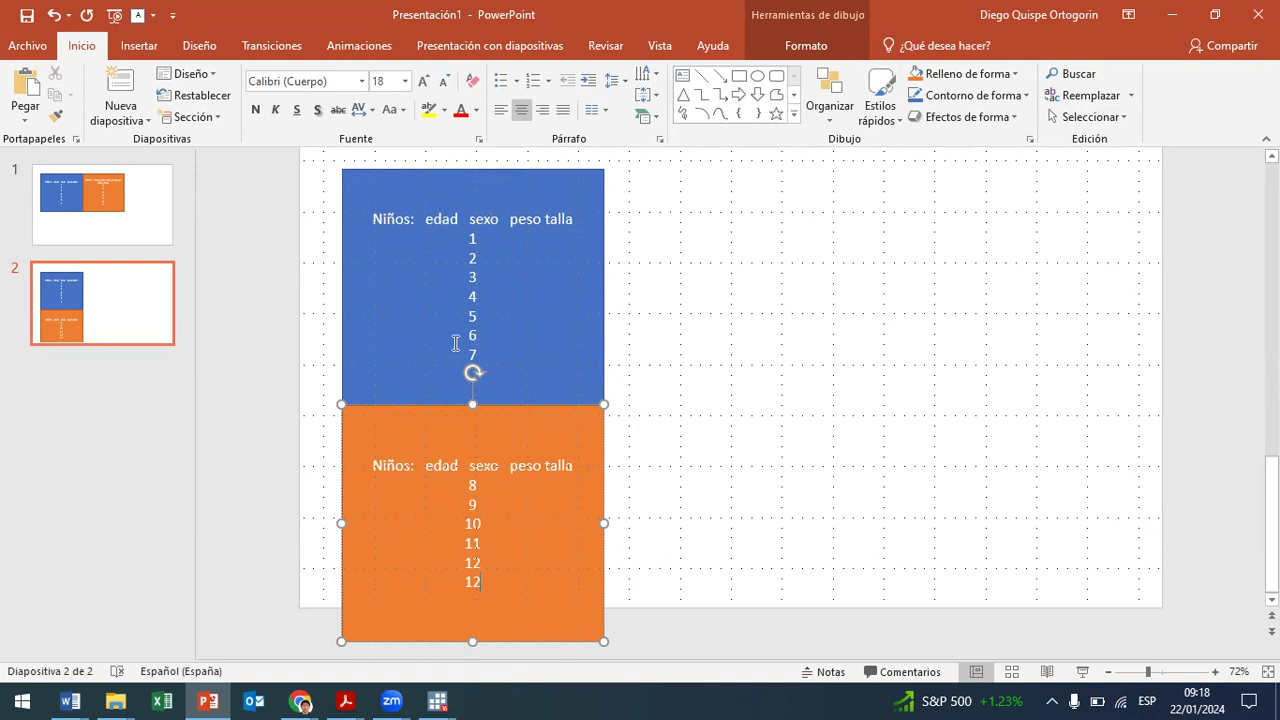 Presentación1 - PowerPoint
Herramientas de dibujo
Diego Quispe Ortogorin
Archivo
Inicio
Insertar
Diseño
Transiciones
Animaciones
Presentación con diapositivas
Revisar
Vista
Ayuda
Formato
¿Qué desea hacer?
Compartir
Pegar
Portapapeles
Nueva
diapositiva
Diseño
Restablecer
Sección
Diapositivas
Calibri (Cuerpo)
18
N K S S abc AV Aa A
Fuente
Párrafo
Organizar
Estilos
rápidos
Dibujo
Relleno de forma
Contorno de forma
Efectos de forma
Buscar
Reemplazar
Seleccionar
Edición
1
2
Niños: edad sexo peso talla
1
2
3
4
5
6
7
Niños: edad sexo peso talla
8
9
10
11
12
12
Diapositiva 2 de 2
Español (España)
Notas
Comentarios
72%
S&P 500 +1.23%
ESP
09:18
22/01/2024